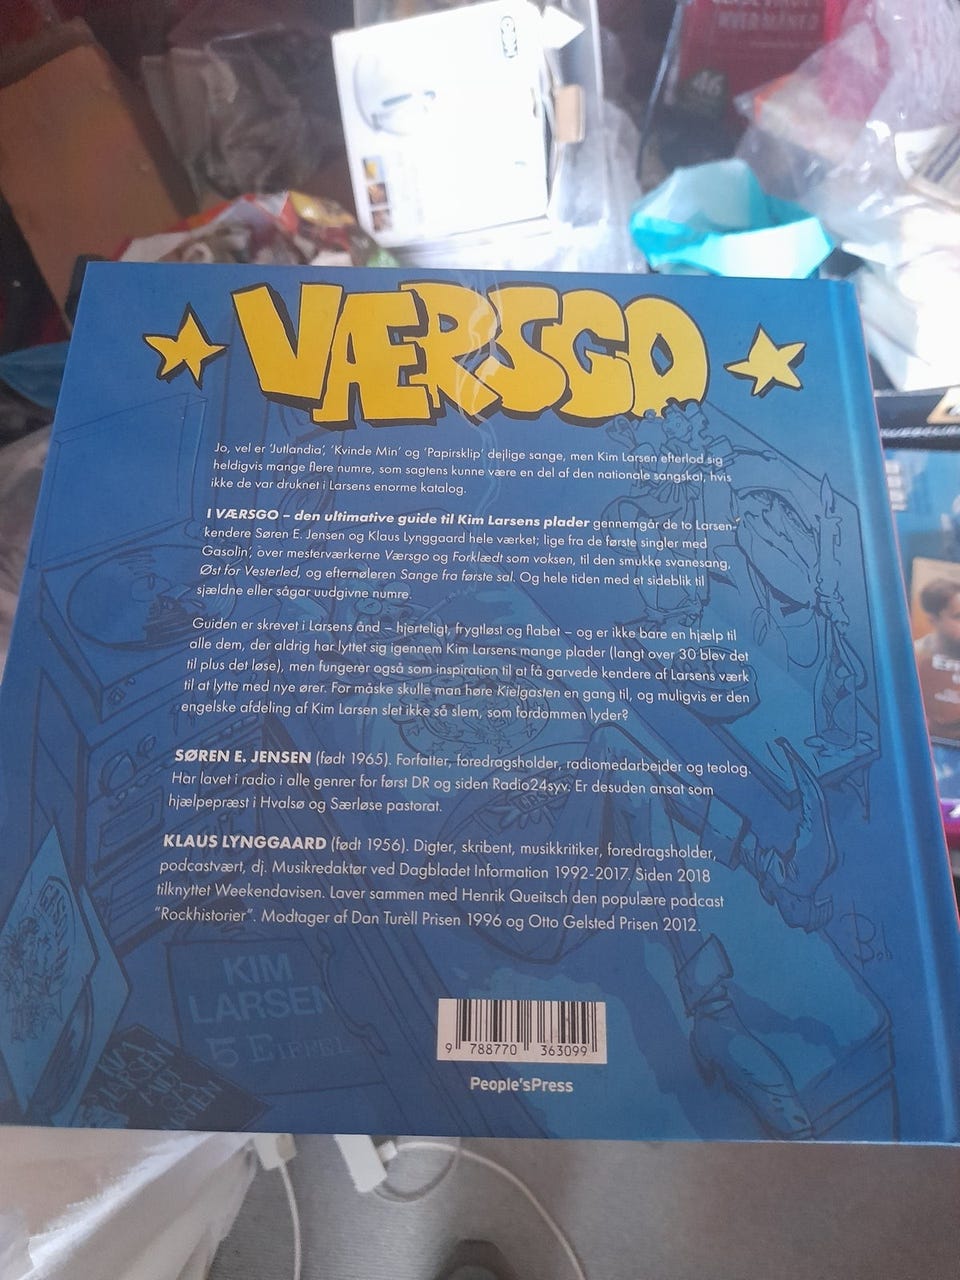 VÆRSGO
Jo, vel er 'Jutlandia', 'Kvinde Min' og 'Papirsklip' dejlige sange, men Kim Larsen efterlod sig
heldigvis mange flere numre, som sagtens kunne være en del af den nationale sangskat, hvis
ikke de var druknet i Larsens enorme katalog.
I VÆRSGO – den ultimative guide til Kim Larsens plader gennemgår de to Larsen-
kendere Søren E. Jensen og Klaus Lynggaard hele værket; lige fra de første singler med
Gasolin', over mesterværkerne Værsgo og Forklædt som voksen, til den smukke svanesang,
Øst for Vesterled, og efternøleren Sange fra første sal. Og hele tiden med et sideblik til
sjældne eller sågar uudgivne numre.
Guiden er skrevet i Larsens ånd – hjerteligt, frygtløst og flabet – og er ikke bare en hjælp til
alle dem, der aldrig har lyttet sig igennem Kim Larsens mange plader (langt over 30 blev det
til plus det løse), men fungerer også som inspiration til at få garvede kendere af Larsens værk
til at lytte med nye ører. For måske skulle man høre Kielgasten en gang til, og muligvis er den
engelske afdeling af Kim Larsen slet ikke så slem, som fordommen lyder?
SØREN E. JENSEN (født 1965). Forfatter, foredragsholder, radiomedarbejder og teolog.
Har lavet i radio i alle genrer for først DR og siden Radio24syv. Er desuden ansat som
hjælpepræst i Hvalsø og Særløse pastorat.
KLAUS LYNGGAARD (født 1956). Digter, skribent, musikkritiker, foredragsholder,
podcastvært, dj. Musikredaktør ved Dagbladet Information 1992-2017. Siden 2018
tilknyttet Weekendavisen. Laver sammen med Henrik Queitsch den populære podcast
"Rockhistorier". Modtager af Dan Turèll Prisen 1996 og Otto Gelsted Prisen 2012.
KIM
LARSEN
5 EIFFEL
KIM
LARSEN
9 788770 363099
People'sPress
46